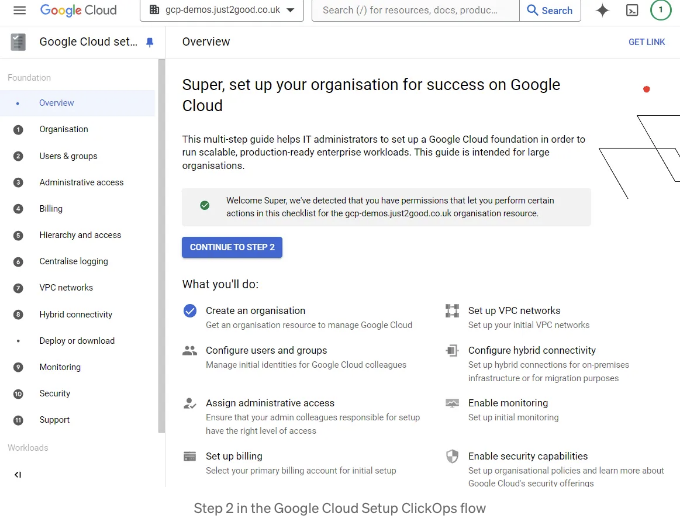 Google Cloud
gcp-demos.just2good.co.uk
Search (/) for resources, docs, produc...
Search
1
Google Cloud set...
Overview
GET LINK
Foundation
Overview
1 Organisation
2 Users & groups
3 Administrative access
4 Billing
5 Hierarchy and access
6 Centralise logging
7 VPC networks
8 Hybrid connectivity
Deploy or download
9 Monitoring
10 Security
11 Support
Workloads
Super, set up your organisation for success on Google
Cloud
This multi-step guide helps IT administrators to set up a Google Cloud foundation in order to
run scalable, production-ready enterprise workloads. This guide is intended for large
organisations.
Welcome Super, we've detected that you have permissions that let you perform certain
actions in this checklist for the gcp-demos.just2good.co.uk organisation resource.
CONTINUE TO STEP 2
What you'll do:
Create an organisation
Get an organisation resource to manage Google Cloud
Configure users and groups
Manage initial identities for Google Cloud colleagues
Assign administrative access
Ensure that your admin colleagues responsible for setup
have the right level of access
Set up billing
Select your primary billing account for initial setup
Set up VPC networks
Set up your initial VPC networks
Configure hybrid connectivity
Set up hybrid connections for on-premises
infrastructure or for migration purposes
Enable monitoring
Set up initial monitoring
Enable security capabilities
Set up organisational policies and learn more about
Google Cloud's security offerings
Step 2 in the Google Cloud Setup ClickOps flow